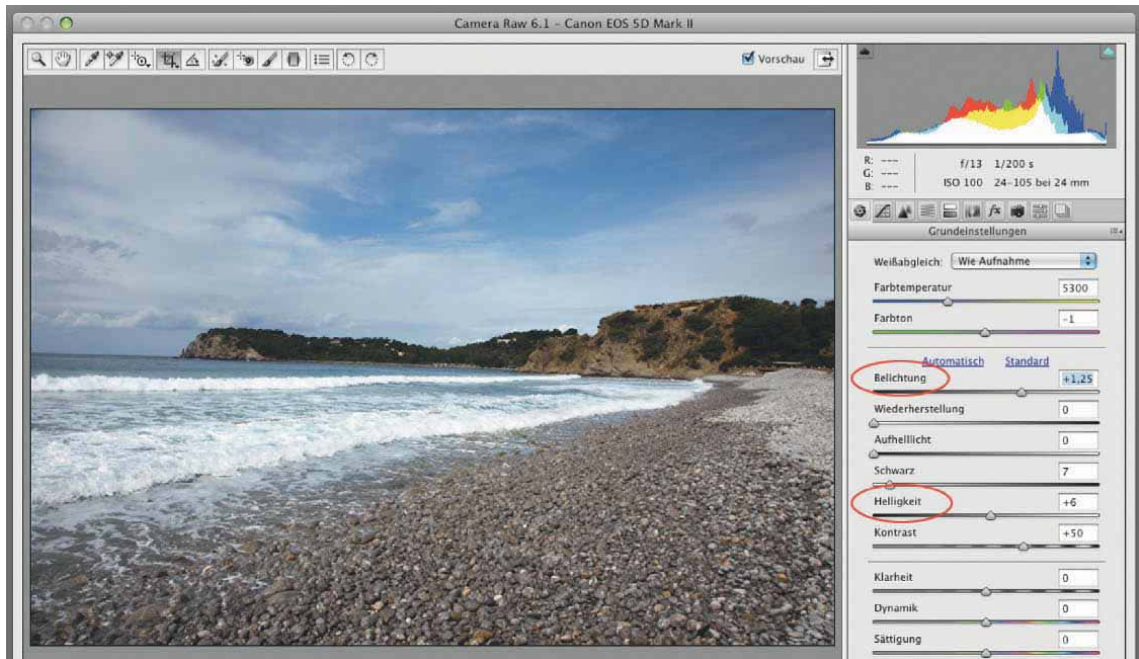 Camera Raw 6.1 – Canon EOS 5D Mark II
Vorschau
R: ---
G: ---
B: ---
f/13 1/200 s
ISO 100 24–105 bei 24 mm
fx
Grundeinstellungen
Weißabgleich: Wie Aufnahme
Farbtemperatur 5300
Farbton -1
Automatisch Standard
Belichtung +1,25
Wiederherstellung 0
Aufhelllicht 0
Schwarz 7
Helligkeit +6
Kontrast +50
Klarheit 0
Dynamik 0
Sättigung 0